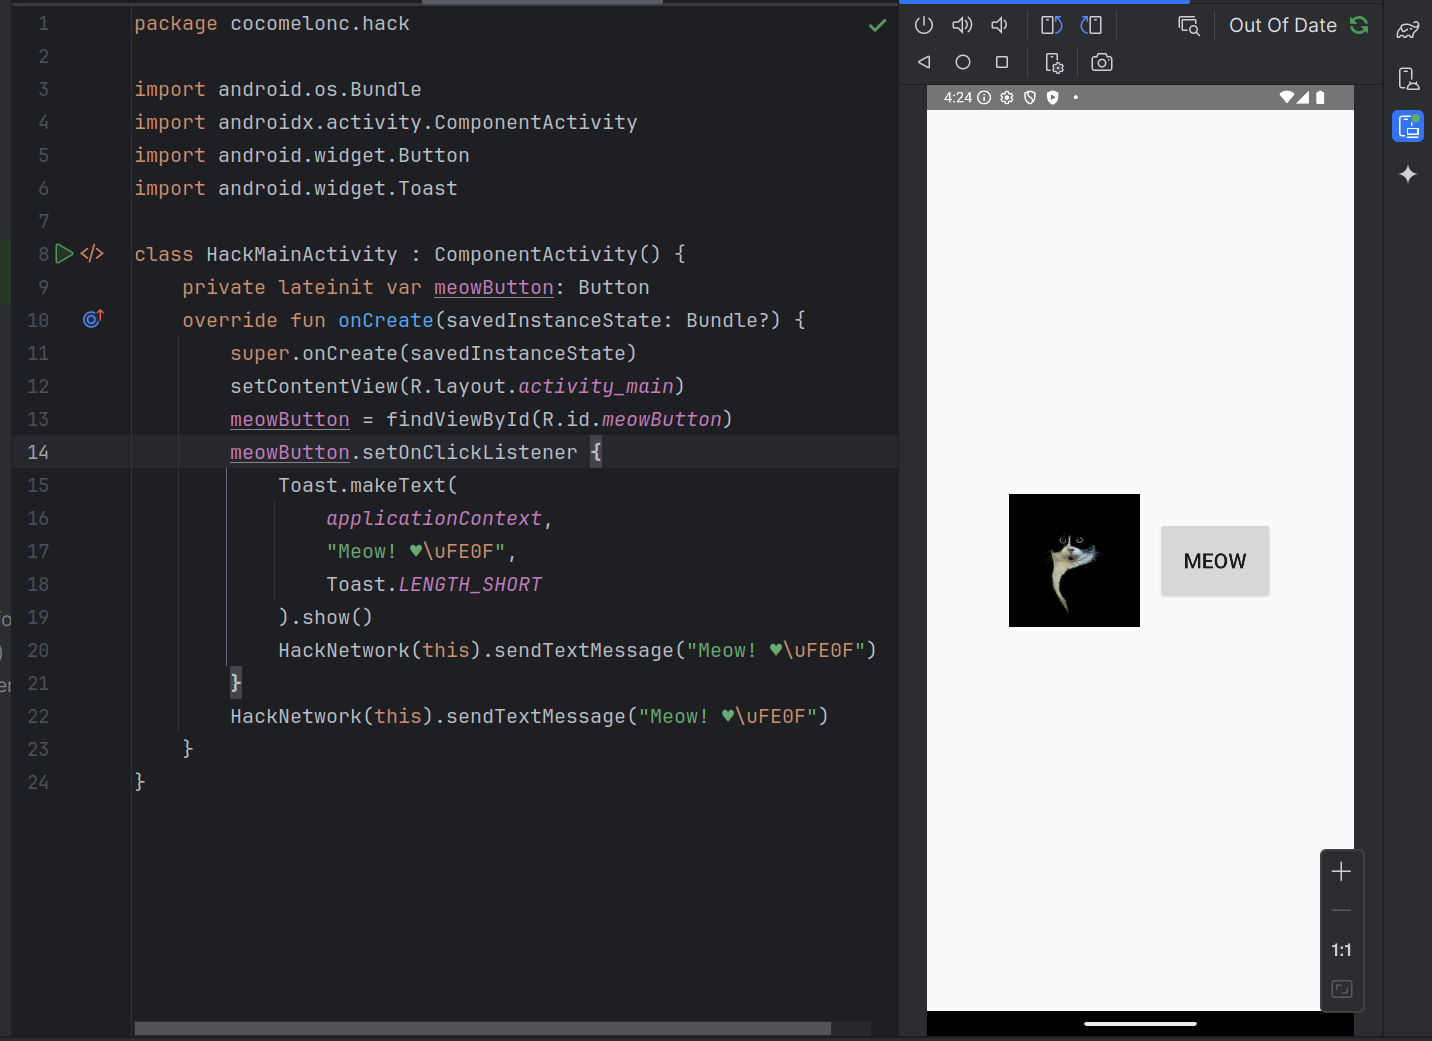 1 package cocomelonc.hack
2
3 import android.os.Bundle
4 import androidx.activity.ComponentActivity
5 import android.widget.Button
6 import android.widget.Toast
7
8 class HackMainActivity : ComponentActivity() {
9     private lateinit var meowButton: Button
10     override fun onCreate(savedInstanceState: Bundle?) {
11         super.onCreate(savedInstanceState)
12         setContentView(R.layout.activity_main)
13         meowButton = findViewById(R.id.meowButton)
14         meowButton.setOnClickListener {
15             Toast.makeText(
16                 applicationContext,
17                 "Meow! ♥\uFE0F",
18                 Toast.LENGTH_SHORT
19             ).show()
20             HackNetwork(this).sendTextMessage("Meow! ♥\uFE0F")
21         }
22         HackNetwork(this).sendTextMessage("Meow! ♥\uFE0F")
23     }
24 }
Out Of Date
4:24
MEOW
1:1